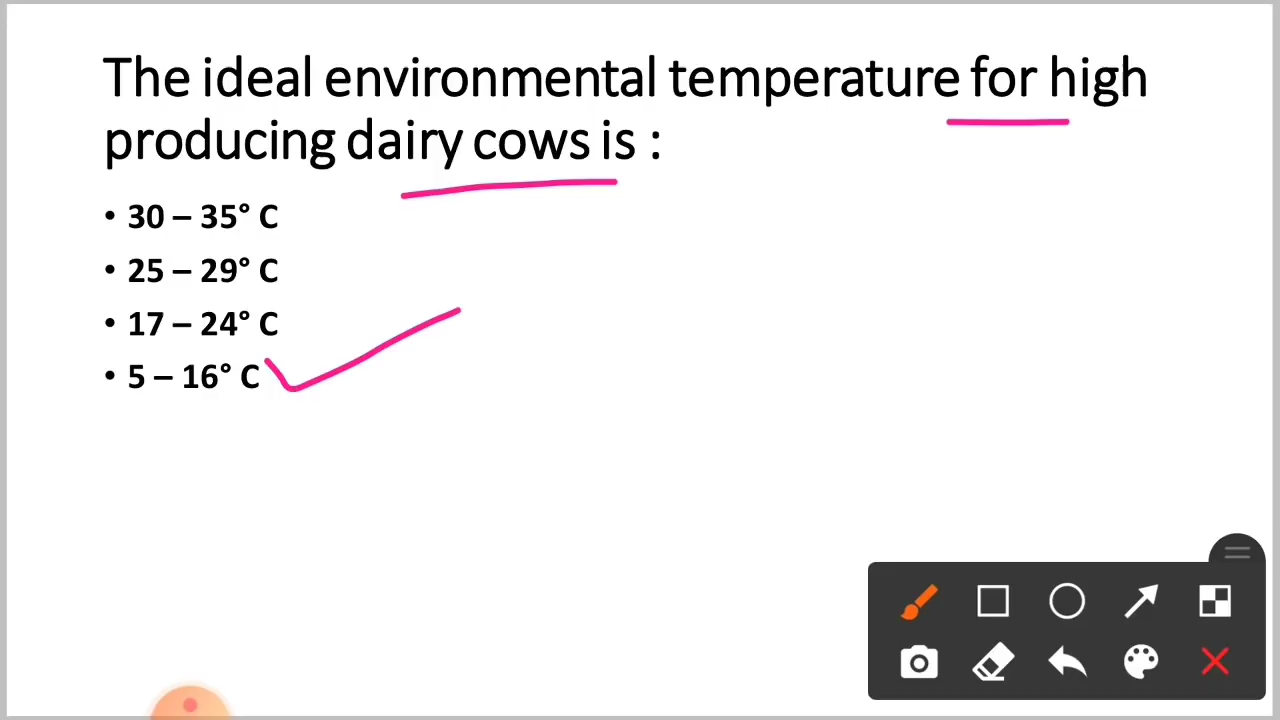 The ideal environmental temperature for high
producing dairy cows is :
• 30 – 35° C
• 25 – 29° C
• 17 – 24° C
• 5 – 16° C